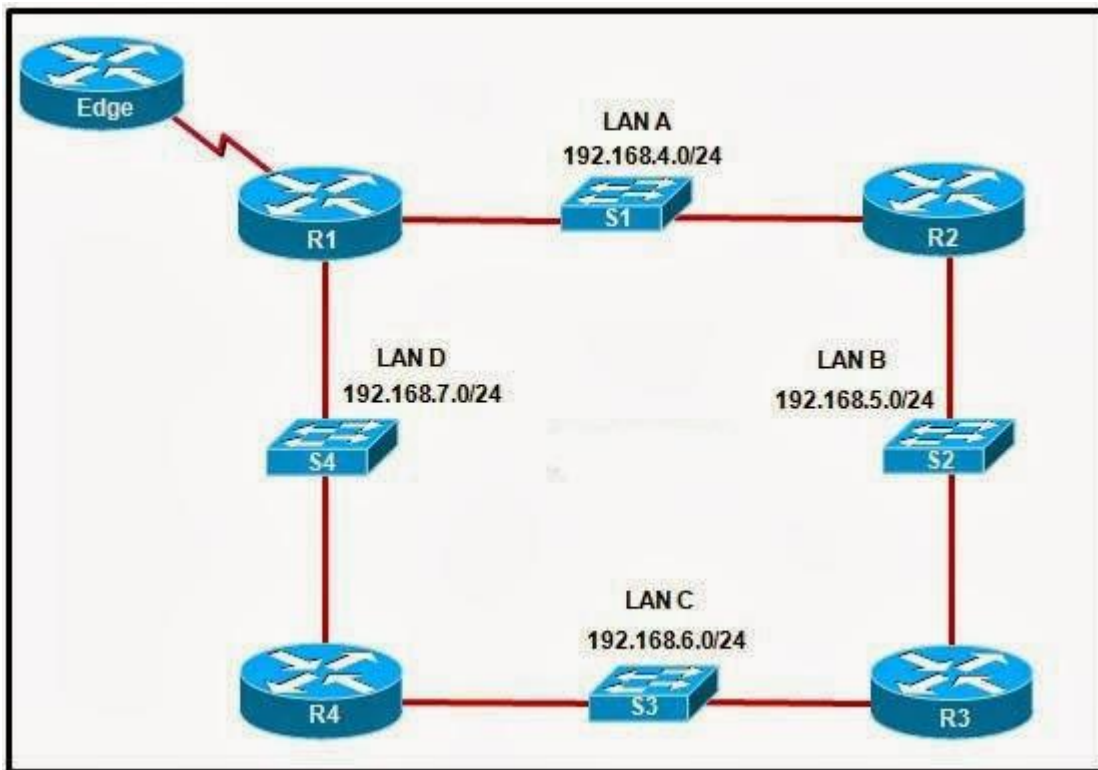 Edge
LAN A
192.168.4.0/24
S1
R1
R2
LAN D
192.168.7.0/24
LAN B
192.168.5.0/24
S4
S2
LAN C
192.168.6.0/24
R4
S3
R3